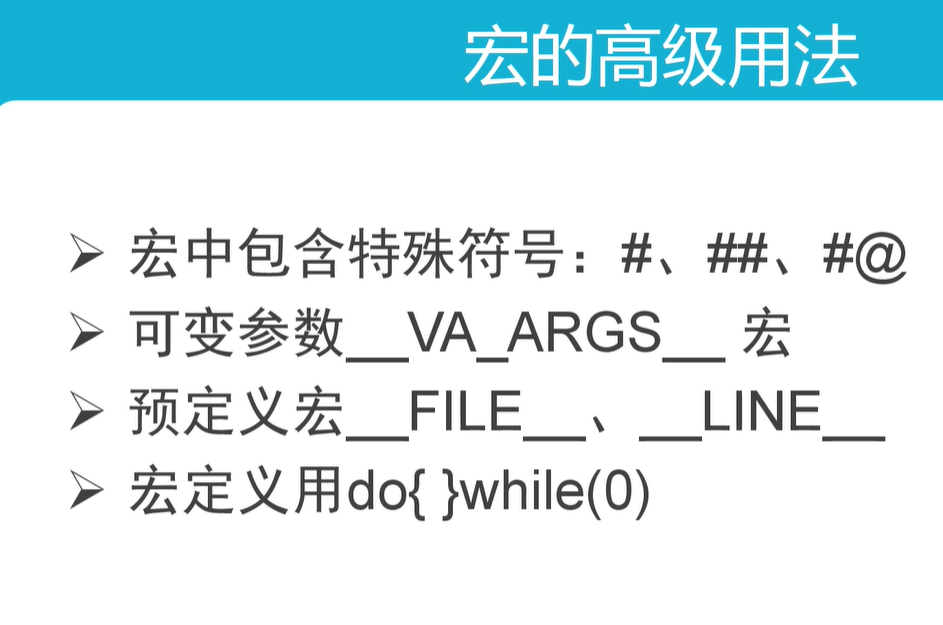 宏的高级用法
➢ 宏中包含特殊符号：#、##、#@
➢ 可变参数__VA_ARGS__ 宏
➢ 预定义宏__FILE__、__LINE__
➢ 宏定义用do{ }while(0)